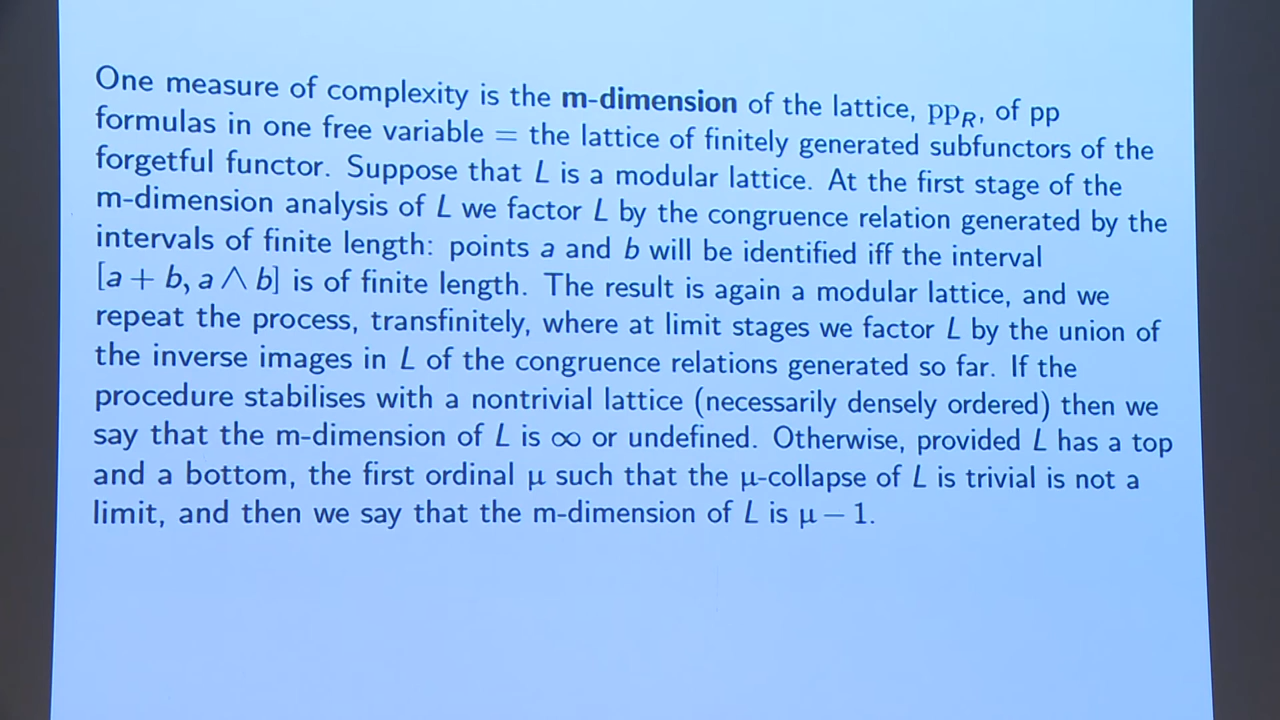 One measure of complexity is the m-dimension of the lattice, pp_R, of pp
formulas in one free variable = the lattice of finitely generated subfunctors of the
forgetful functor. Suppose that L is a modular lattice. At the first stage of the
m-dimension analysis of L we factor L by the congruence relation generated by the
intervals of finite length: points a and b will be identified iff the interval
[a + b, a ∧ b] is of finite length. The result is again a modular lattice, and we
repeat the process, transfinitely, where at limit stages we factor L by the union of
the inverse images in L of the congruence relations generated so far. If the
procedure stabilises with a nontrivial lattice (necessarily densely ordered) then we
say that the m-dimension of L is ∞ or undefined. Otherwise, provided L has a top
and a bottom, the first ordinal μ such that the μ-collapse of L is trivial is not a
limit, and then we say that the m-dimension of L is μ − 1.